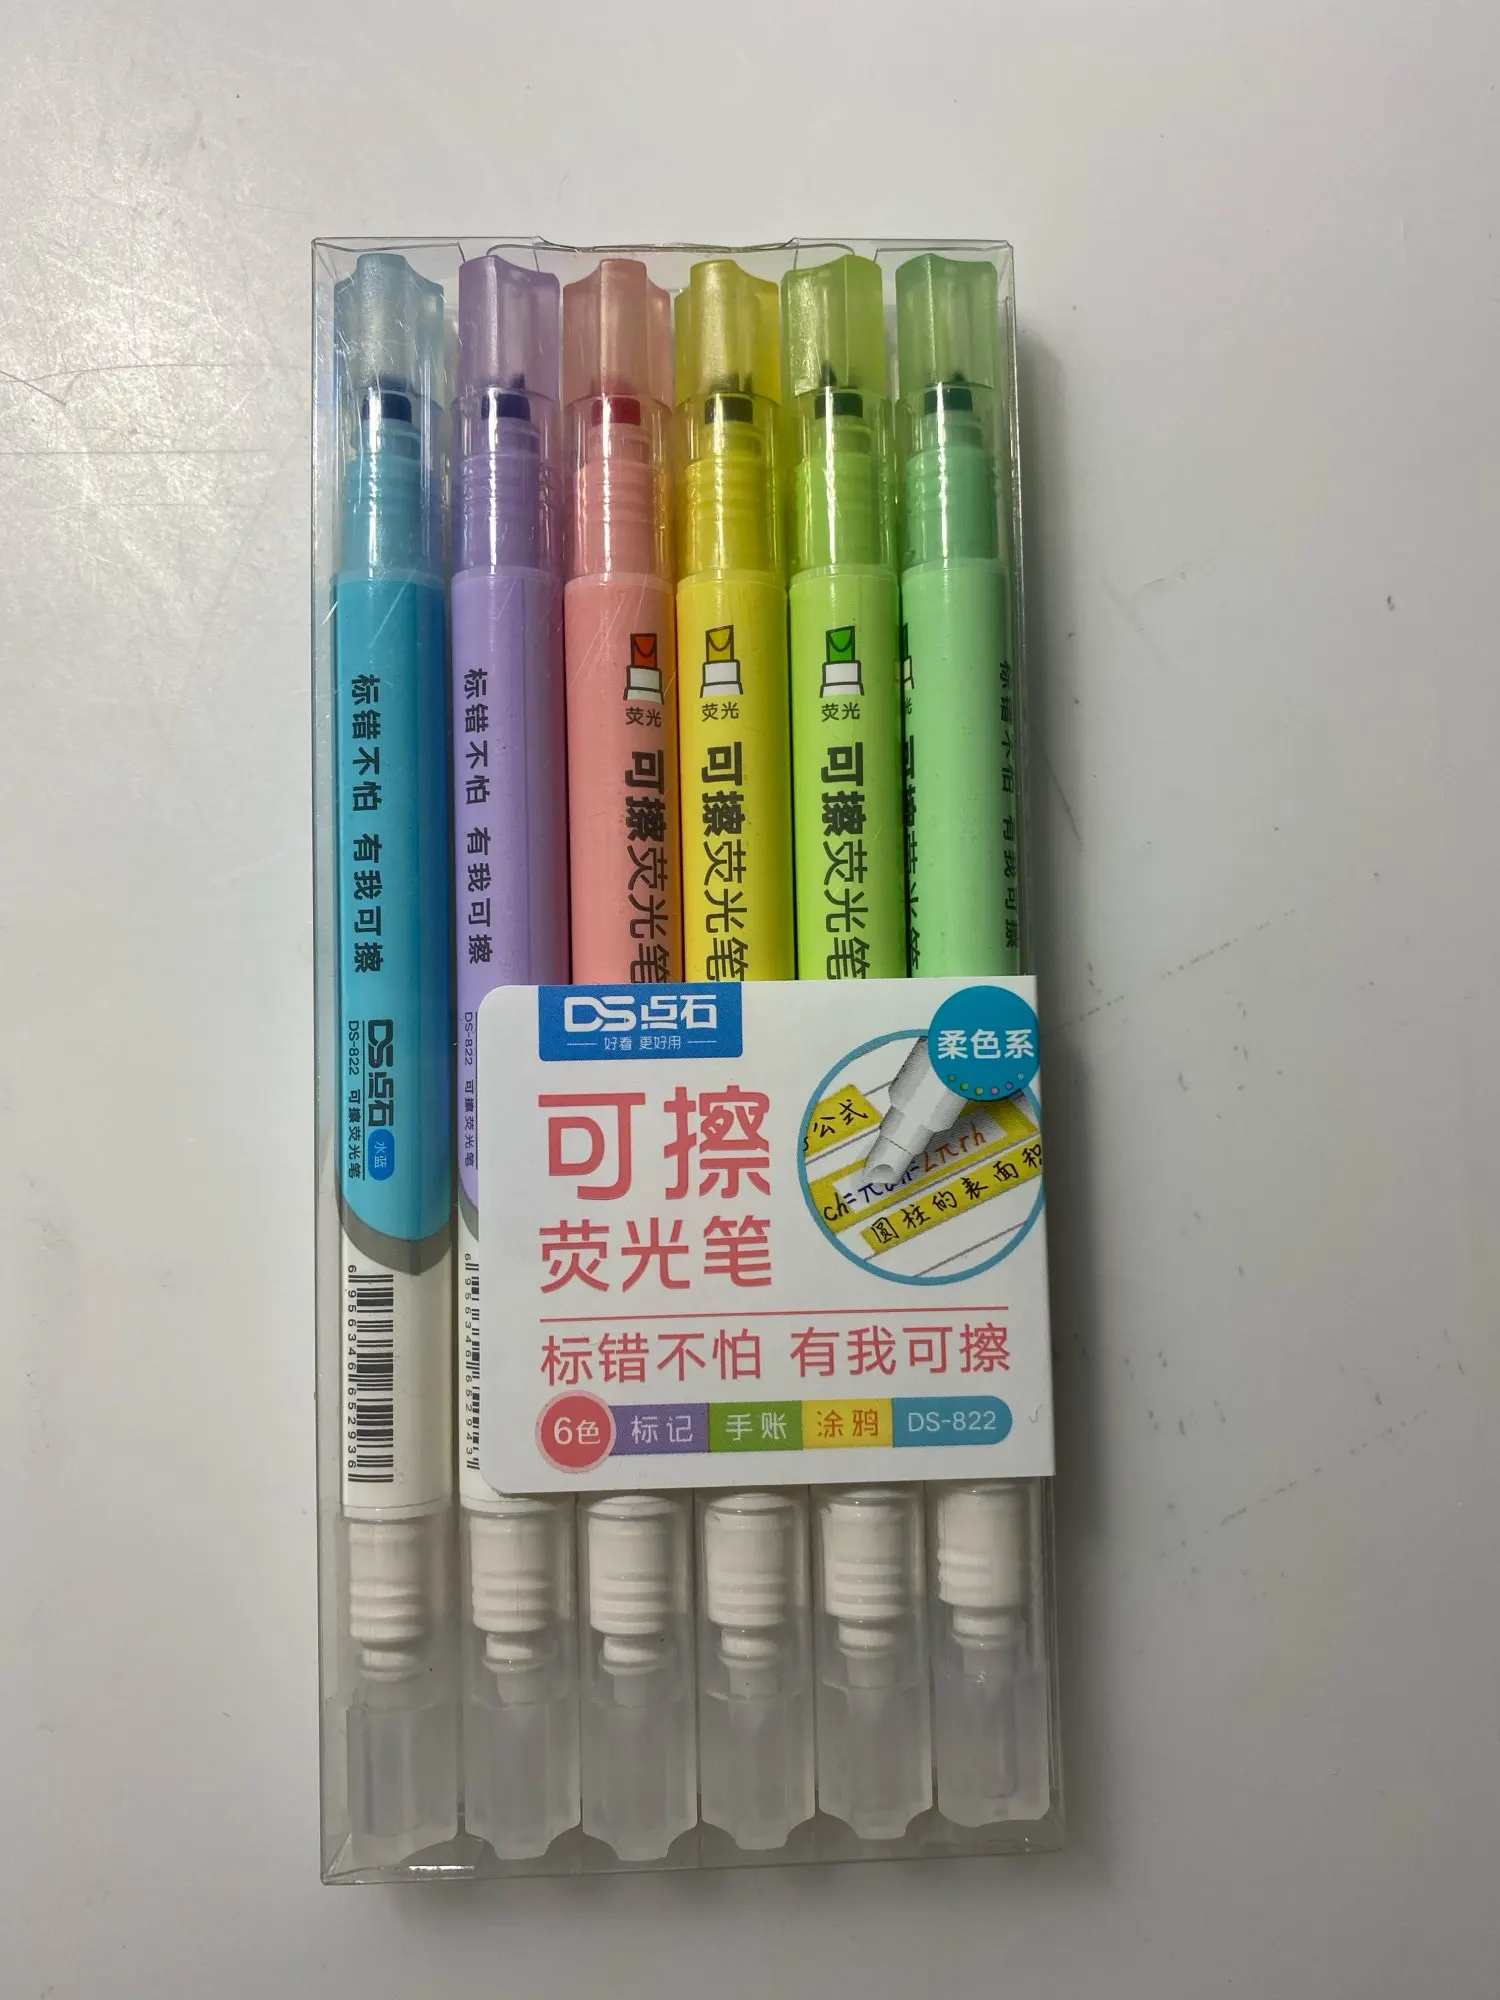 标错不怕 有我可擦
DS点石
水蓝
DS-822 可擦荧光笔
6956346652936
标错不怕 有我可擦
DS-822 可擦荧光笔
荧光
可擦荧光笔
荧光
可擦荧光笔
荧光
可擦荧光笔
标错不怕 有我可擦
DS点石
好看 更好用
柔色系
可擦
荧光笔
公式
圆柱的表面积
标错不怕 有我可擦
6色 标记 手账 涂鸦 DS-822